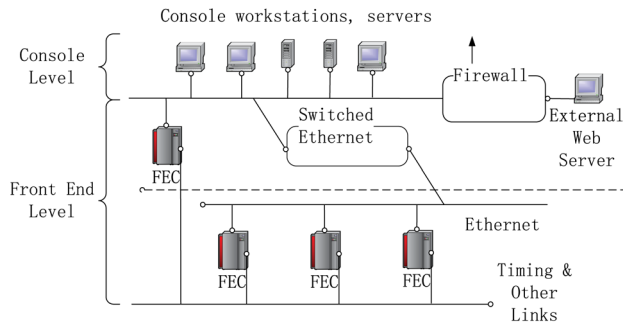 Console workstations, servers
Console
Level
Firewall
External
Web
Server
Switched
Ethernet
FEC
Front End
Level
Ethernet
FEC
FEC
FEC
Timing &
Other
Links